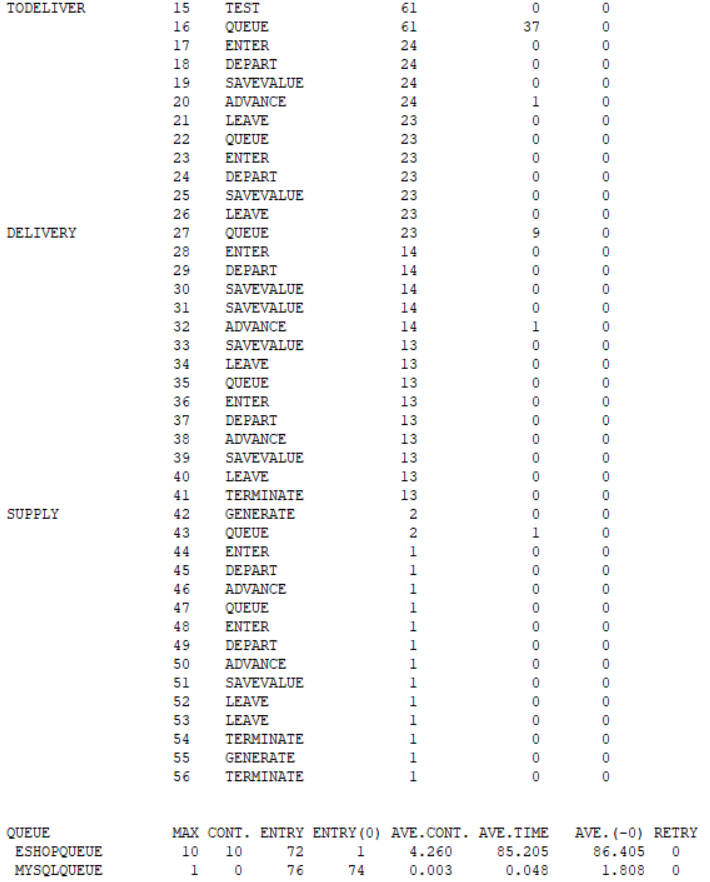 TODELIVER 15 TEST 61 0 0
16 QUEUE 61 37 0
17 ENTER 24 0 0
18 DEPART 24 0 0
19 SAVEVALUE 24 0 0
20 ADVANCE 24 1 0
21 LEAVE 23 0 0
22 QUEUE 23 0 0
23 ENTER 23 0 0
24 DEPART 23 0 0
25 SAVEVALUE 23 0 0
26 LEAVE 23 0 0
DELIVERY 27 QUEUE 23 9 0
28 ENTER 14 0 0
29 DEPART 14 0 0
30 SAVEVALUE 14 0 0
31 SAVEVALUE 14 0 0
32 ADVANCE 14 1 0
33 SAVEVALUE 13 0 0
34 LEAVE 13 0 0
35 QUEUE 13 0 0
36 ENTER 13 0 0
37 DEPART 13 0 0
38 ADVANCE 13 0 0
39 SAVEVALUE 13 0 0
40 LEAVE 13 0 0
41 TERMINATE 13 0 0
SUPPLY 42 GENERATE 2 0 0
43 QUEUE 2 1 0
44 ENTER 1 0 0
45 DEPART 1 0 0
46 ADVANCE 1 0 0
47 QUEUE 1 0 0
48 ENTER 1 0 0
49 DEPART 1 0 0
50 ADVANCE 1 0 0
51 SAVEVALUE 1 0 0
52 LEAVE 1 0 0
53 LEAVE 1 0 0
54 TERMINATE 1 0 0
55 GENERATE 1 0 0
56 TERMINATE 1 0 0
QUEUE MAX CONT. ENTRY ENTRY(0) AVE.CONT. AVE.TIME AVE.(-0) RETRY
ESHOPQUEUE 10 10 72 1 4.260 85.205 86.405 0
MYSQLQUEUE 1 0 76 74 0.003 0.048 1.808 0